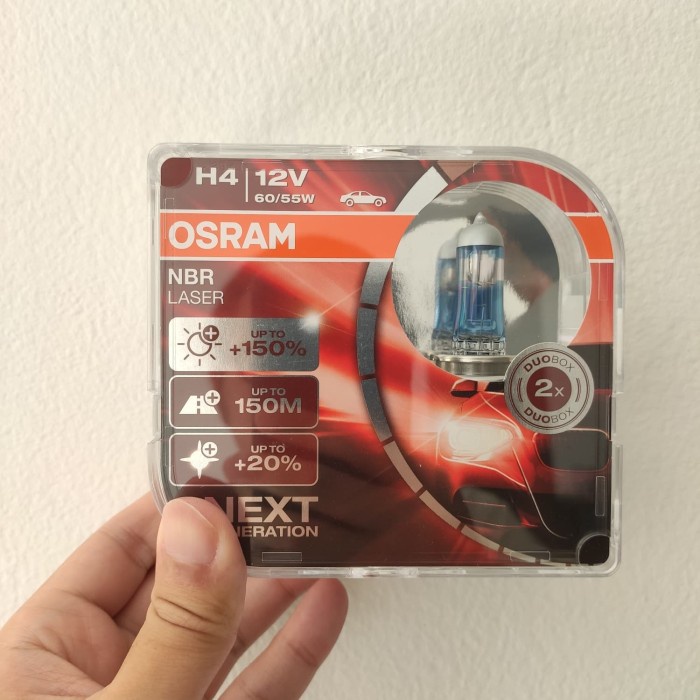 H4 12V
60/55W
OSRAM
NBR
LASER
UP TO
+150%
UP TO
150M
UP TO
+20%
NEXT
ERATION
DUOBOX
2x
DUOBOX